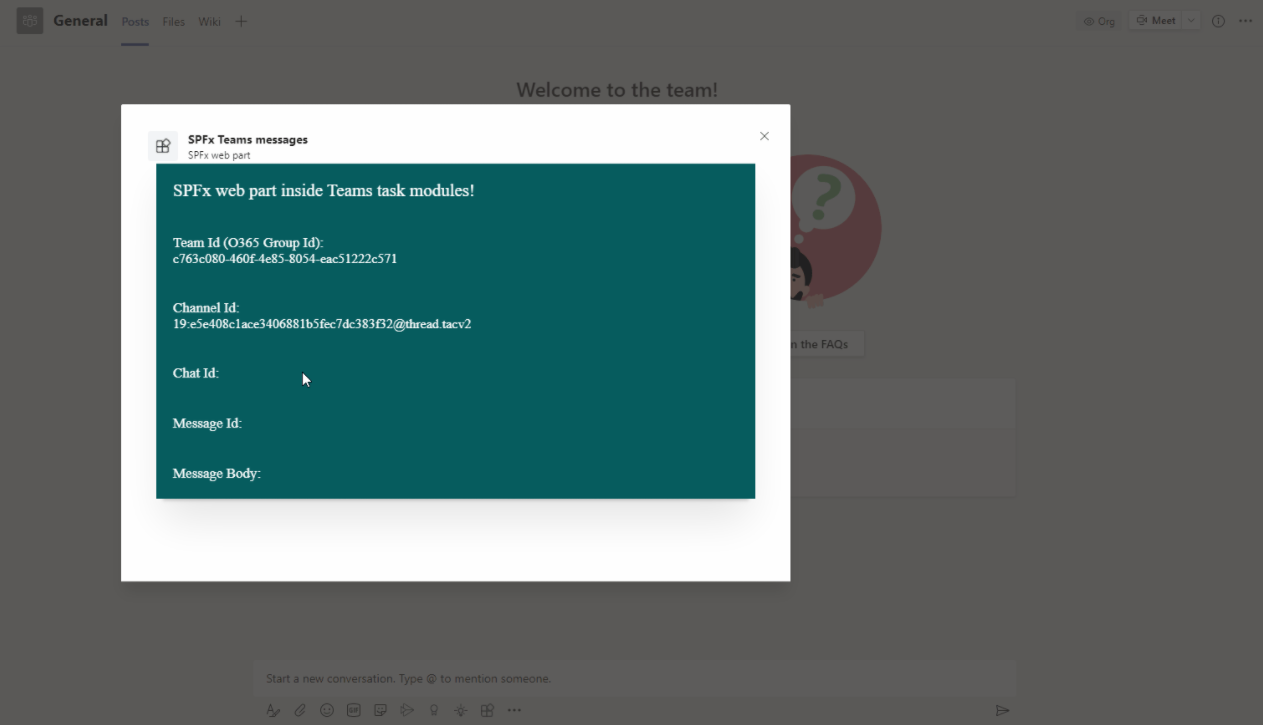 General Posts Files Wiki
Org Meet
Welcome to the team!
SPFx Teams messages
SPFx web part
SPFx web part inside Teams task modules!
Team Id (O365 Group Id):
c763c080-460f-4e85-8054-eac51222c571
Channel Id:
19:e5e408c1ace3406881b5fec7dc383f32@thread.tacv2
Chat Id:
Message Id:
Message Body:
n the FAQs
Start a new conversation. Type @ to mention someone.
GIF